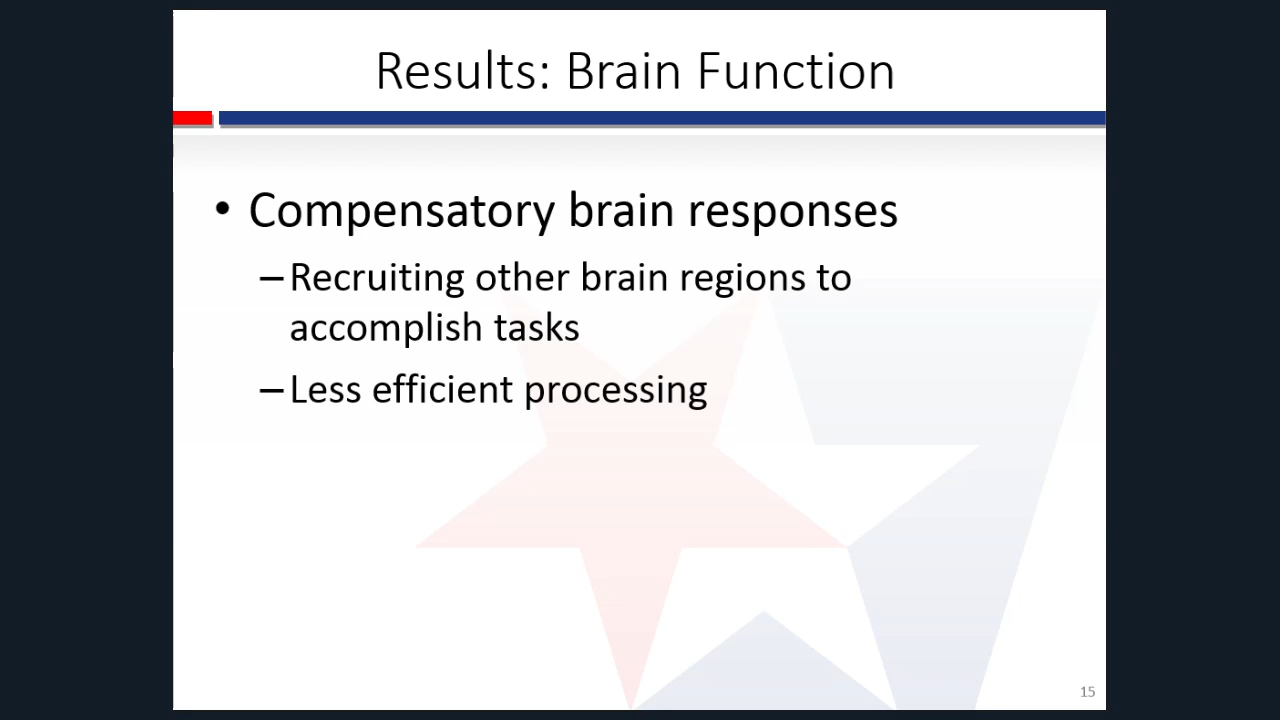 Results: Brain Function
• Compensatory brain responses
– Recruiting other brain regions to
accomplish tasks
– Less efficient processing
15